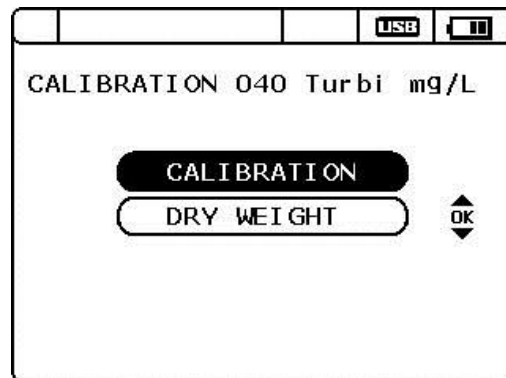 USB
CALIBRATION 040 Turbi mg/L
CALIBRATION
DRY WEIGHT
OK